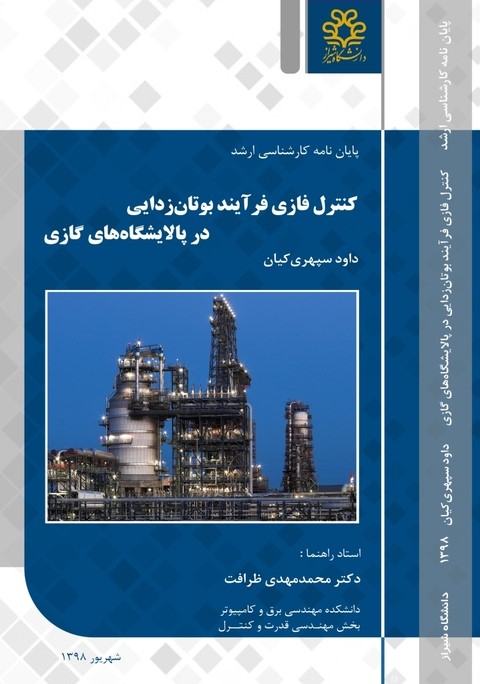 دانشگاه شیراز
پایان نامه کارشناسی ارشد
کنترل فازی فرآیند بوتان‌زدایی
در پالایشگاه‌های گازی
داود سپهری‌کیان
استاد راهنما :
دکتر محمدمهدی ظرافت
دانشکده مهندسی برق و کامپیوتر
بخش مهندسی قدرت و کنترل
شهریور ۱۳۹۸
پایان نامه کارشناسی ارشد کنترل فازی فرآیند بوتان‌زدایی در پالایشگاه‌های گازی داود سپهری‌کیان ۱۳۹۸ دانشگاه شیراز